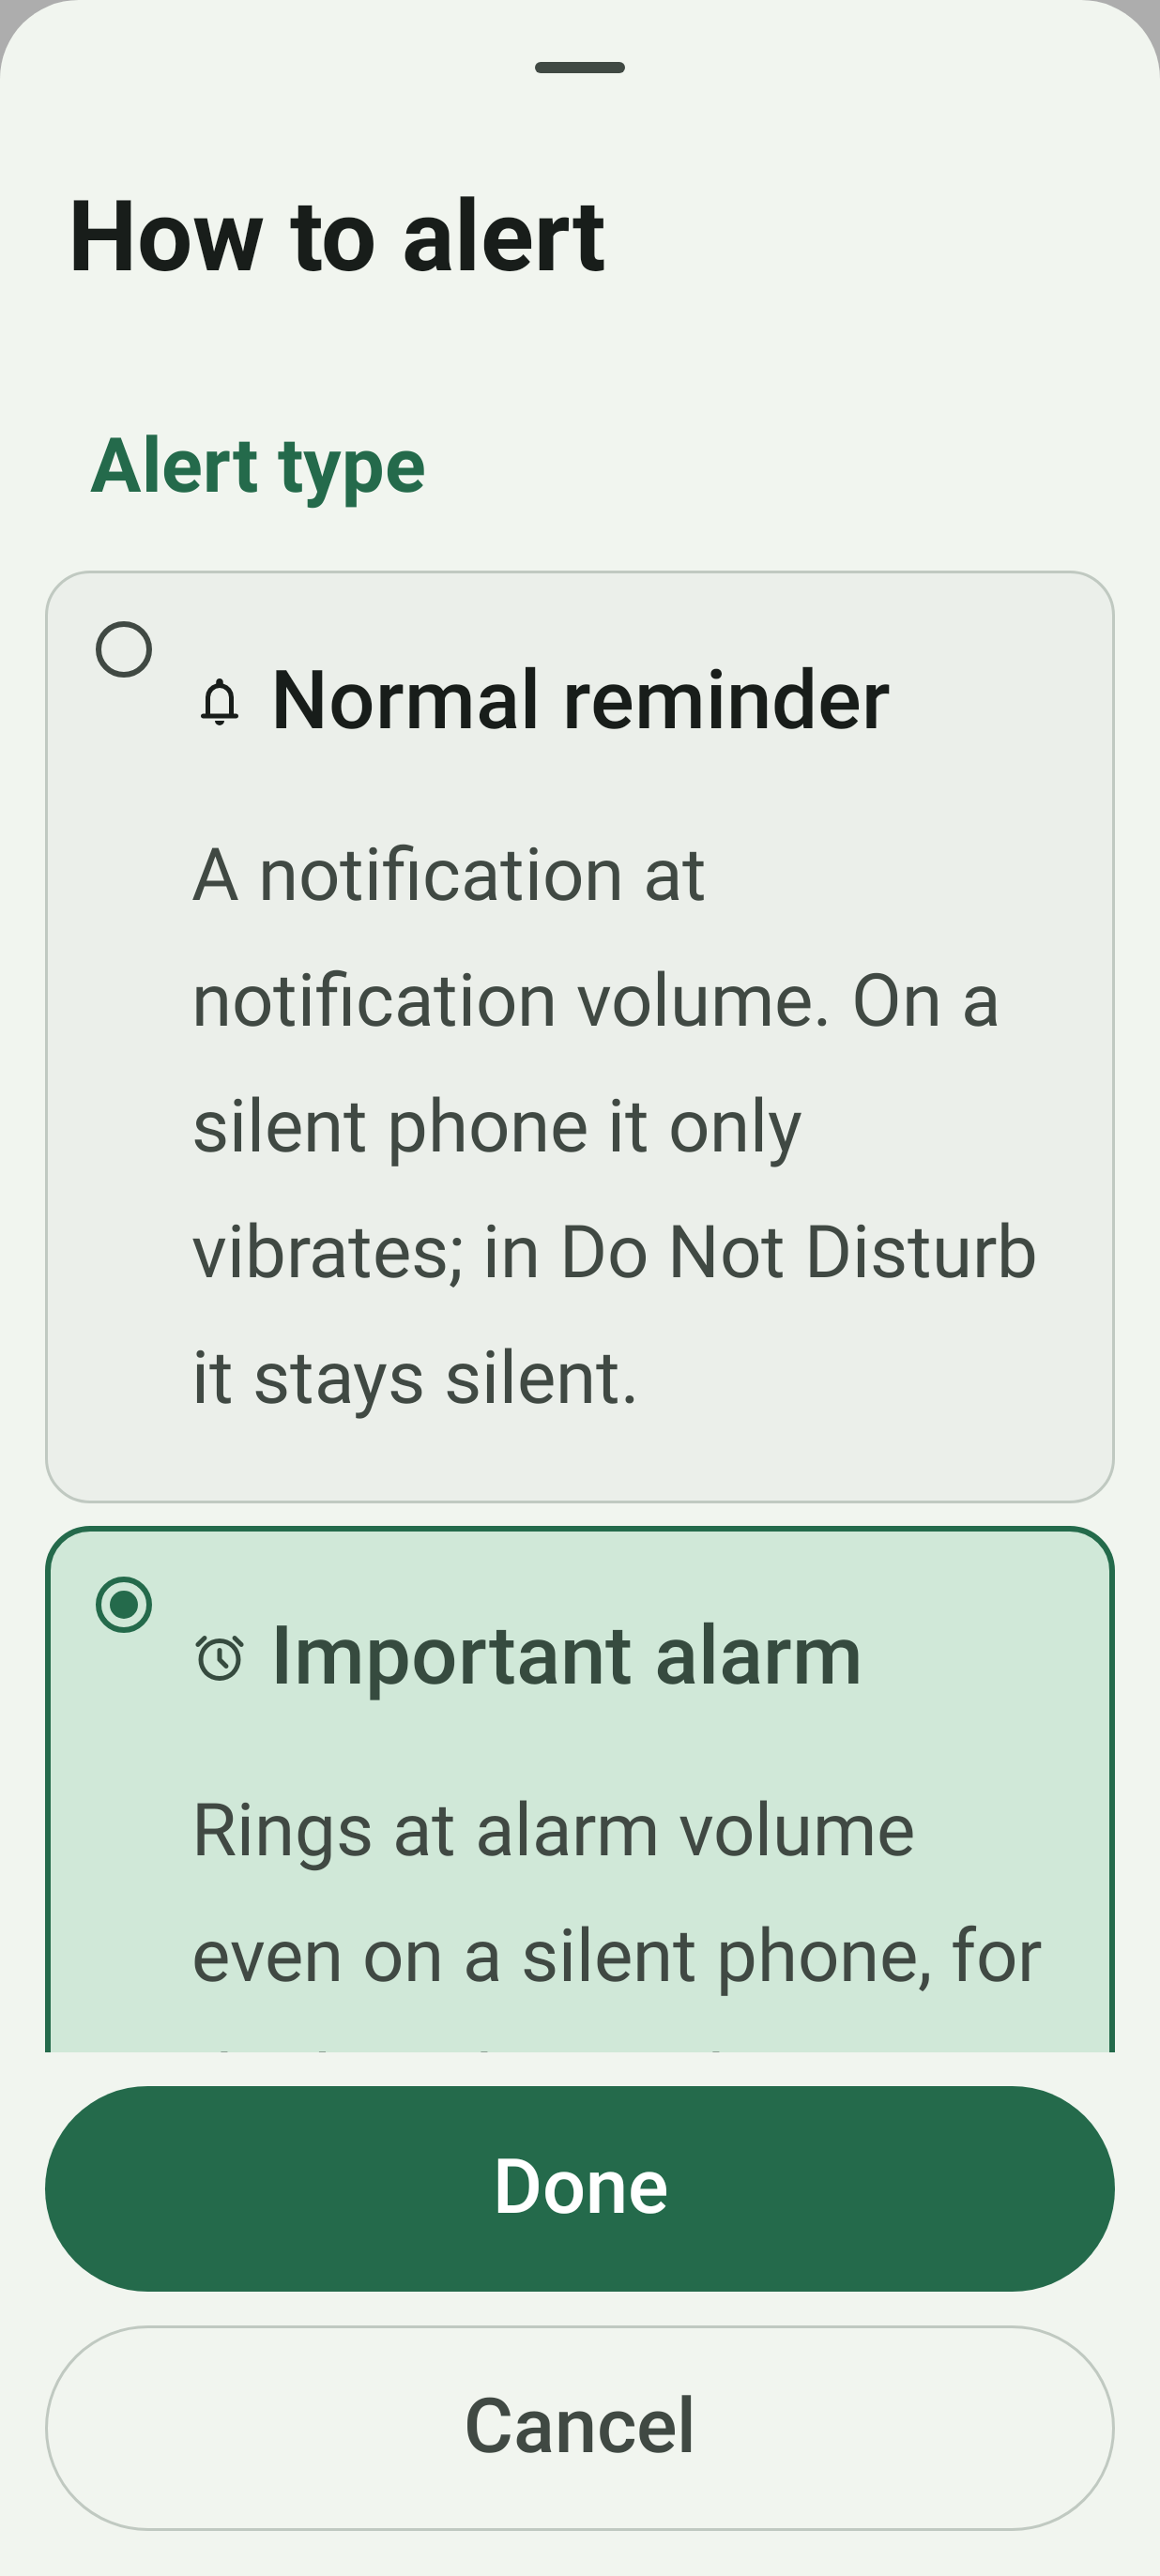 How to alert
Alert type
Normal reminder
A notification at
notification volume. On a
silent phone it only
vibrates; in Do Not Disturb
it stays silent.
Important alarm
Rings at alarm volume
even on a silent phone, for
Done
Cancel